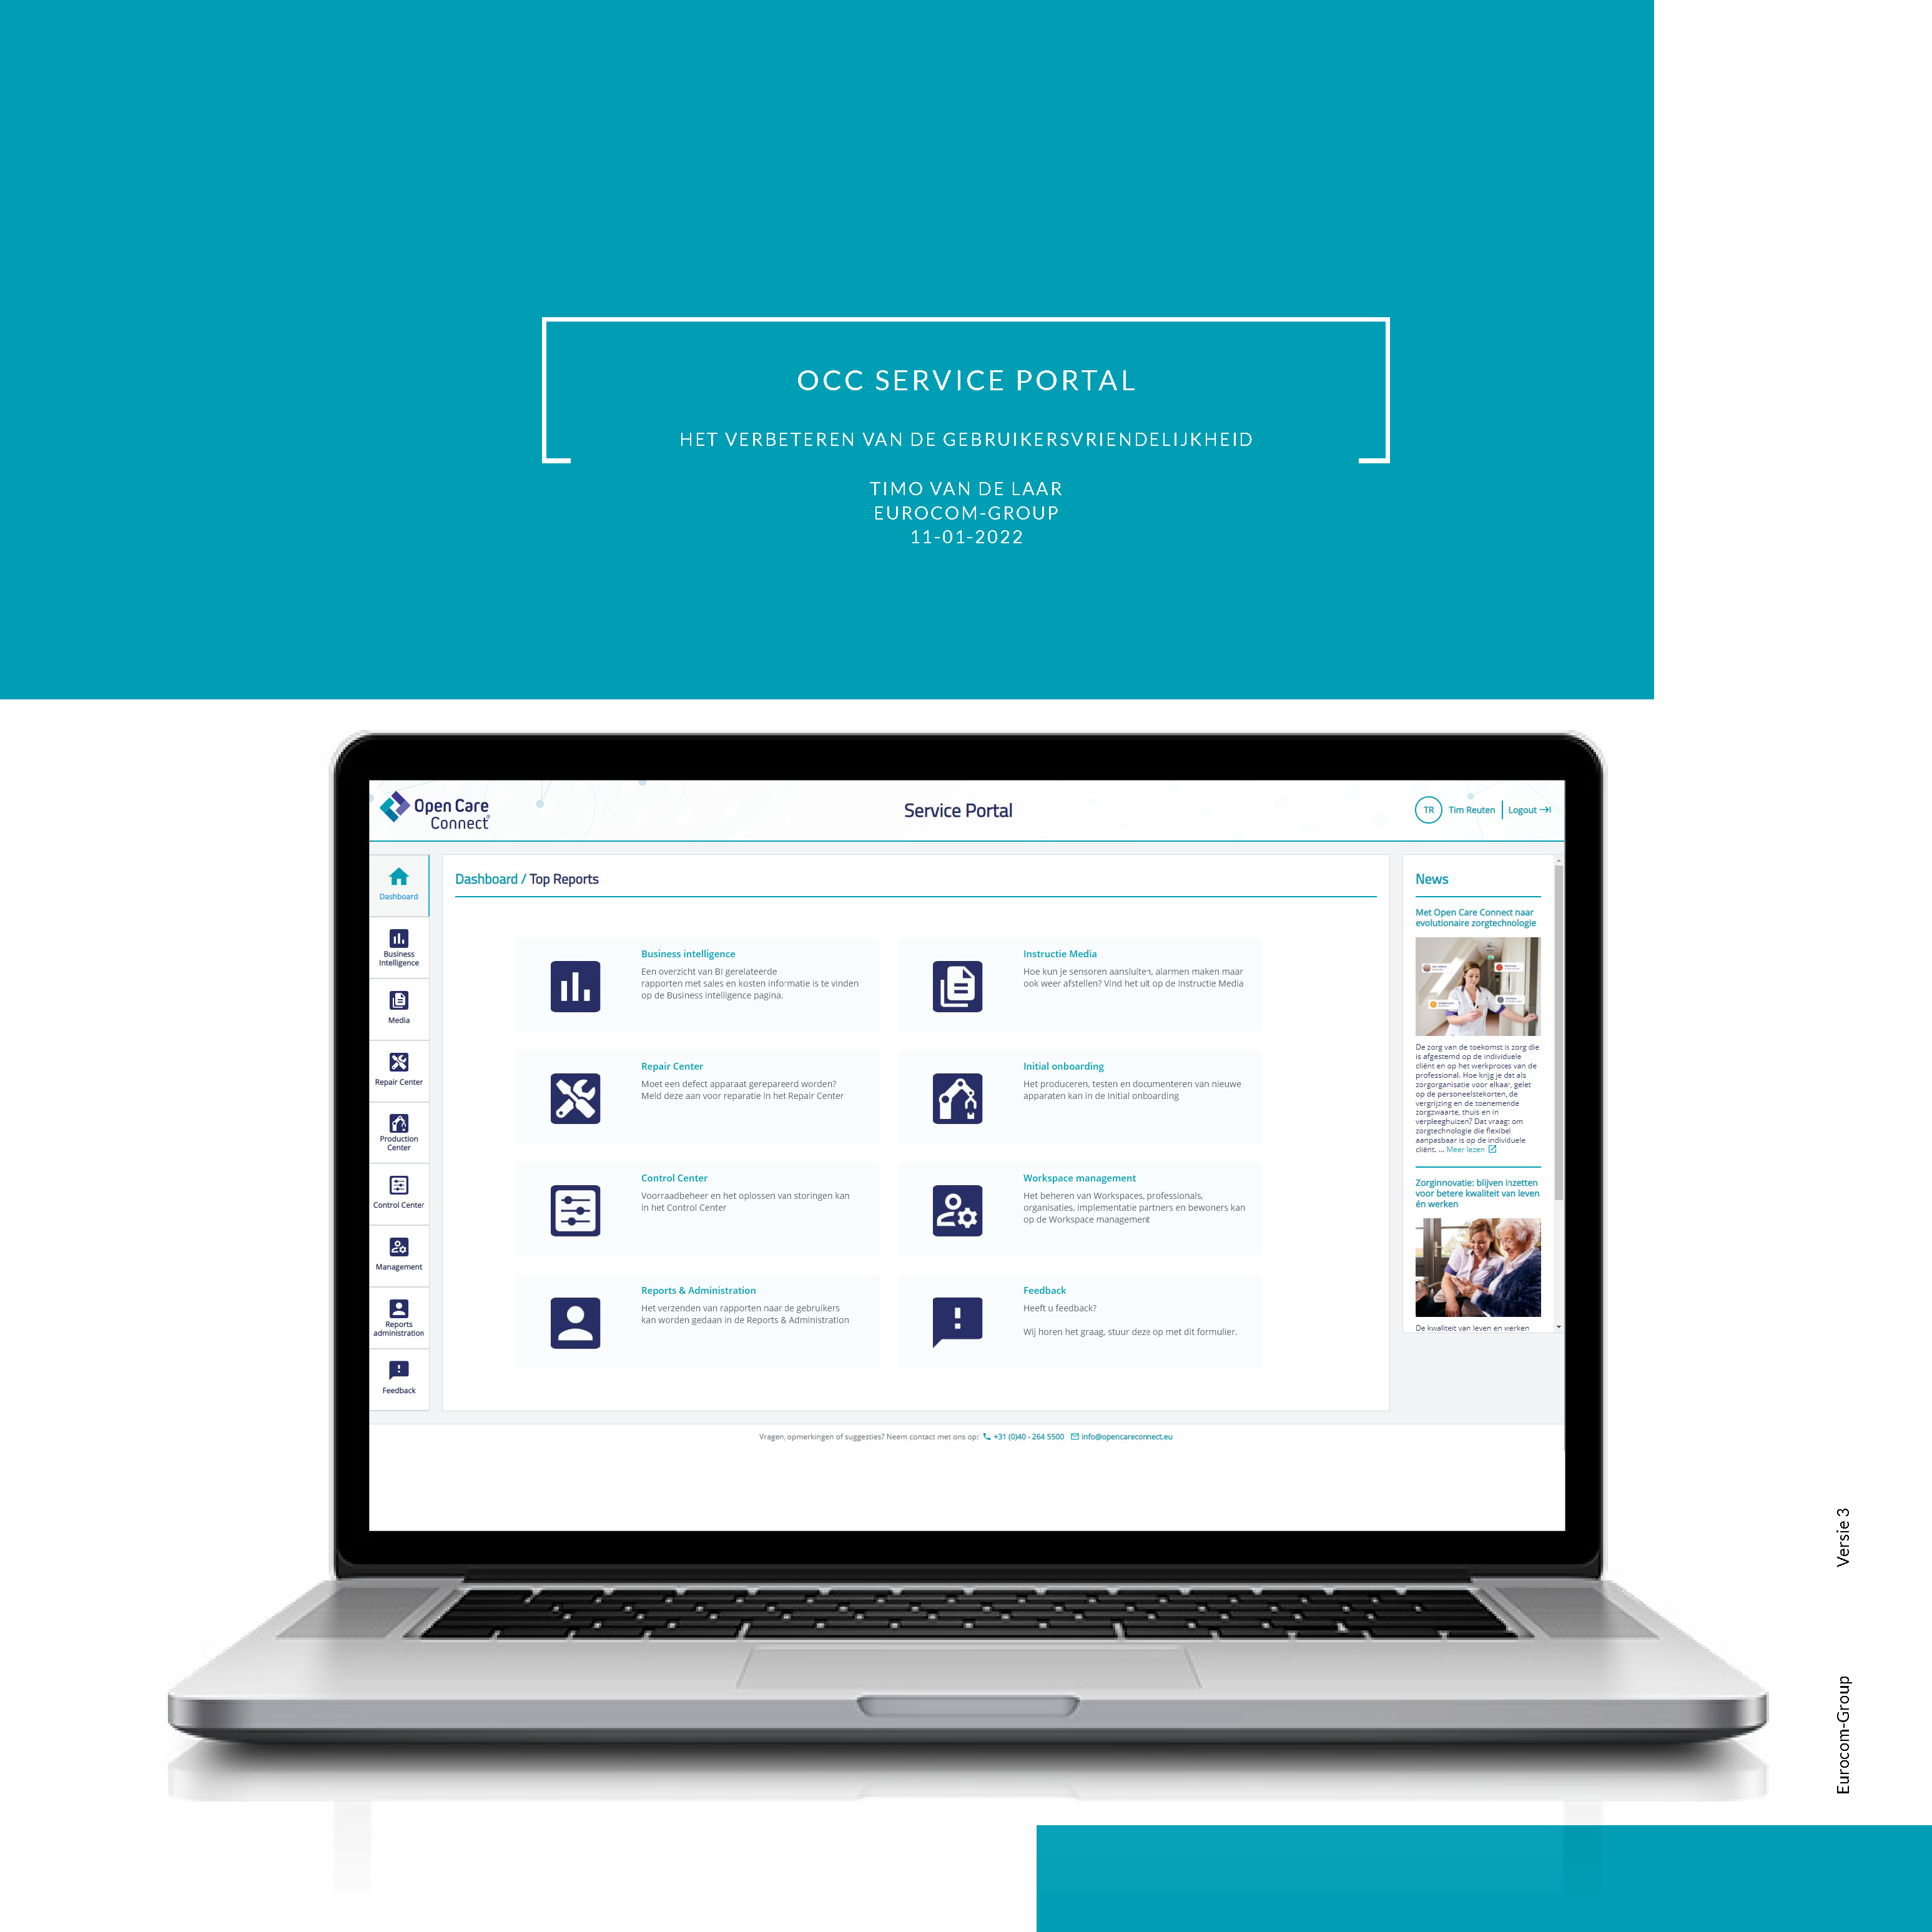 OCC SERVICE PORTAL
HET VERBETEREN VAN DE GEBRUIKERSVRIENDELIJKHEID
TIMO VAN DE LAAR
EUROCOM-GROUP
11-01-2022
Open Care
Connect
Service Portal
TR Tim Reuten Logout
Dashboard
Business
Intelligence
Media
Repair Center
Production
Center
Control Center
Management
Reports
administration
Feedback
Dashboard / Top Reports
Business intelligence
Een overzicht van BI gerelateerde
rapporten met sales en kosten informatie is te vinden
op de Business intelligence pagina.
Instructie Media
Hoe kun je sensoren aansluiten, alarmen maken maar
ook weer afstellen? Vind het uit op de Instructie Media
Repair Center
Moet een defect apparaat gerepareerd worden?
Meld deze aan voor reparatie in het Repair Center
Initial onboarding
Het produceren, testen en documenteren van nieuwe
apparaten kan in de Initial onboarding
Control Center
Voorraadbeheer en het oplossen van storingen kan
in het Control Center
Workspace management
Het beheren van Workspaces, professionals,
organisaties, implementatie partners en bewoners kan
op de Workspace management
Reports & Administration
Het verzenden van rapporten naar de gebruikers
kan worden gedaan in de Reports & Administration
Feedback
Heeft u feedback?
Wij horen het graag, stuur deze op met dit formulier.
News
Met Open Care Connect naar
evolutionaire zorgtechnologie
De zorg van de toekomst is zorg die
is afgestemd op de individuele
cliënt en op het werkproces van de
professional. Hoe krijg je dat als
zorgorganisatie voor elkaar, gelet
op de personeelstekorten, de
vergrijzing en de toenemende
zorgzwaarte, thuis en in
verpleeghuizen? Dat vraagt om
zorgtechnologie die flexibel
aanpasbaar is op de individuele
cliënt. ... Meer lezen
Zorginnovatie: blijven inzetten
voor betere kwaliteit van leven
én werken
De kwaliteit van leven en werken
Vragen, opmerkingen of suggesties? Neem contact met ons op: +31 (0)40 - 264 5500 info@opencareconnect.eu
Versie 3
Eurocom-Group